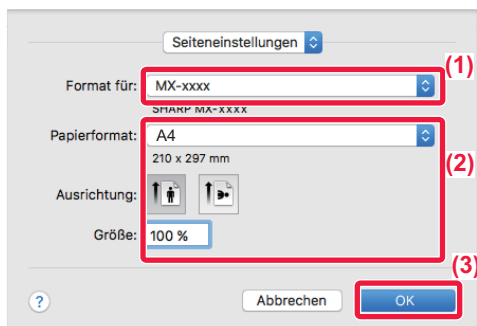 Seiteneinstellungen
(1)
Format für: MX-xxxx
SHARP MX-xxxx
Papierformat: A4
210 x 297 mm
(2)
Ausrichtung:
Größe: 100 %
(3)
? Abbrechen OK